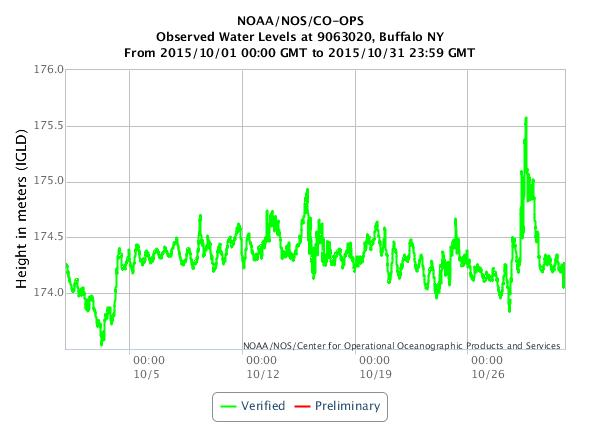 NOAA/NOS/CO-OPS
Observed Water Levels at 9063020, Buffalo NY
From 2015/10/01 00:00 GMT to 2015/10/31 23:59 GMT
176.0
175.5
175.0
174.5
174.0
Height in meters (IGLD)
NOAA/NOS/Center for Operational Oceanographic Products and Services
00:00 00:00 00:00 00:00
10/5 10/12 10/19 10/26
Verified Preliminary